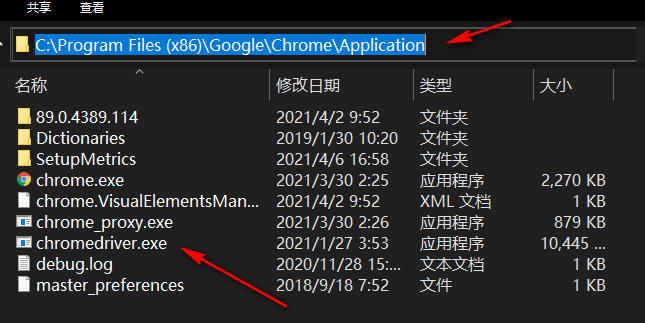 共享 查看
C:\Program Files (x86)\Google\Chrome\Application
名称 修改日期 类型 大小
89.0.4389.114 2021/4/2 9:52 文件夹
Dictionaries 2019/1/30 10:20 文件夹
SetupMetrics 2021/4/6 16:58 文件夹
chrome.exe 2021/3/30 2:25 应用程序 2,270 KB
chrome.VisualElementsMan... 2021/4/2 9:52 XML 文档 1 KB
chrome_proxy.exe 2021/3/30 2:26 应用程序 879 KB
chromedriver.exe 2021/1/27 3:53 应用程序 10,445 ...
debug.log 2020/11/28 15:... 文本文档 1 KB
master_preferences 2018/9/18 7:52 文件 1 KB